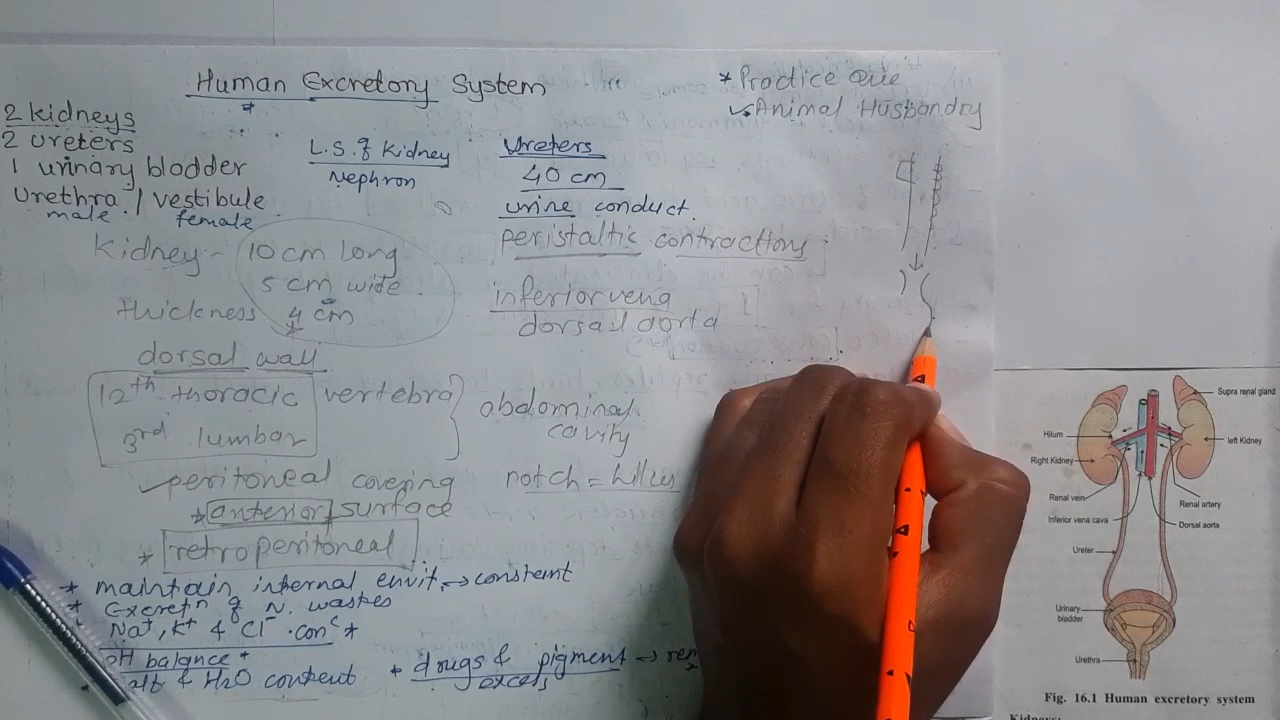 Human Excretory System
* Practice Que
Animal Husbandry
2 kidneys
2 ureters
1 urinary bladder
Urethra / vestibule
male female
L.S. of Kidney
Nephron
Ureters
40 cm
urine conduct.
peristaltic contractions
Kidney - 10 cm long
5 cm wide
thickness 4 cm
inferior vena
dorsal aorta
dorsal wall
12th thoracic vertebra
3rd lumbar
abdominal
cavity
peritoneal covering
* anterior surface
* retroperitoneal
notch = hilus
* maintain internal envit. → constant
* Excretn of N. wastes
Na+, K+ & Cl- conc *
pH balance *
salt & H2O content
* drugs & pigment →
excess
Supra renal gland
Hilum
left Kidney
Right Kidney
Renal vein
Renal artery
Inferior vena cava
Dorsal aorta
Ureter
Urinary
bladder
Urethra
Fig. 16.1 Human excretory system
Kidneys: